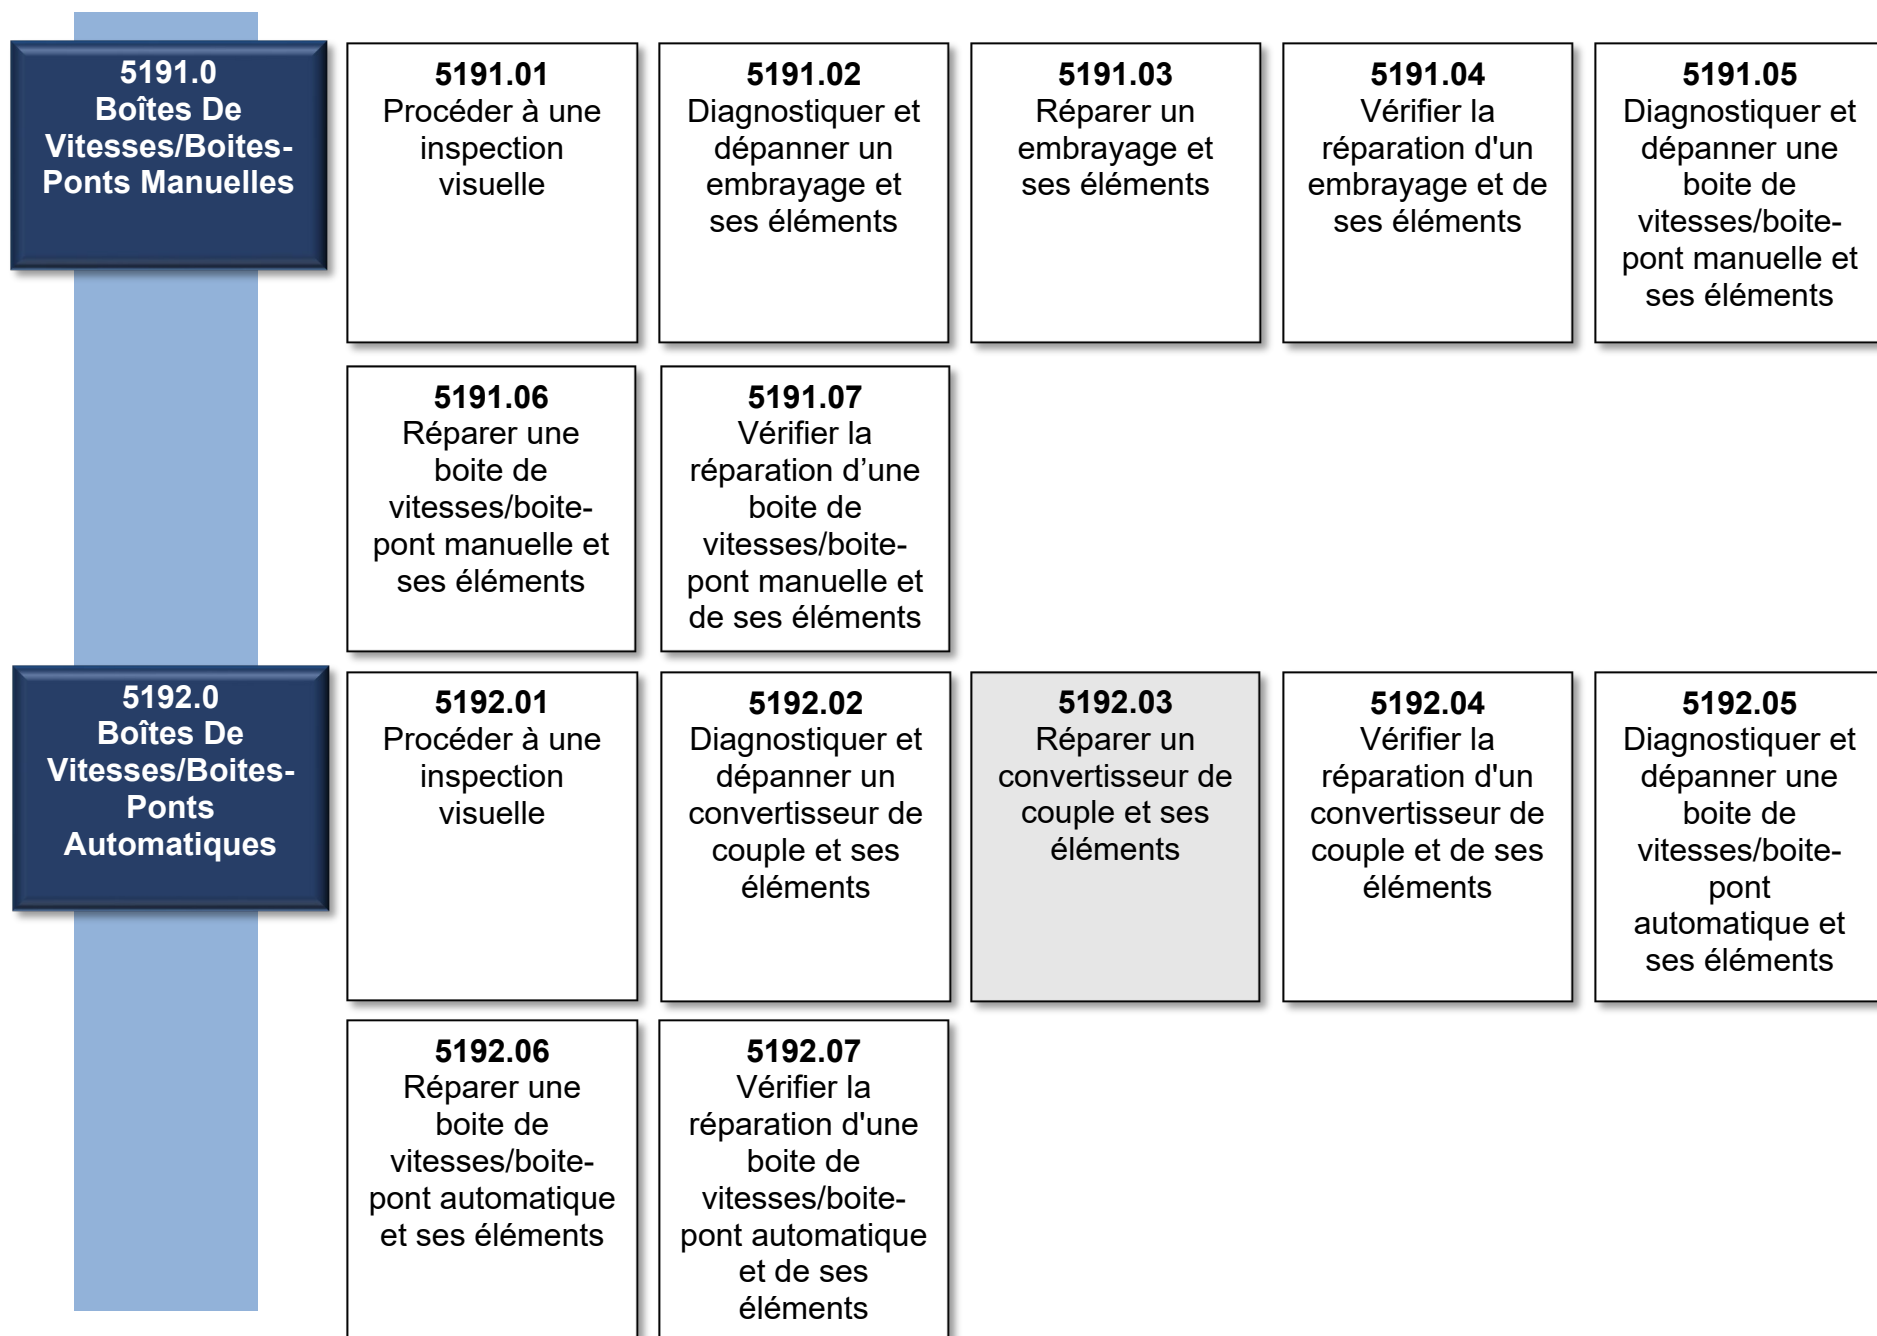 5191.0
Boîtes De
Vitesses/Boites-
Ponts Manuelles
5191.01
Procéder à une
inspection
visuelle
5191.02
Diagnostiquer et
dépanner un
embrayage et
ses éléments
5191.03
Réparer un
embrayage et
ses éléments
5191.04
Vérifier la
réparation d'un
embrayage et de
ses éléments
5191.05
Diagnostiquer et
dépanner une
boite de
vitesses/boite-
pont manuelle et
ses éléments
5191.06
Réparer une
boite de
vitesses/boite-
pont manuelle et
ses éléments
5191.07
Vérifier la
réparation d’une
boite de
vitesses/boite-
pont manuelle et
de ses éléments
5192.0
Boîtes De
Vitesses/Boites-
Ponts
Automatiques
5192.01
Procéder à une
inspection
visuelle
5192.02
Diagnostiquer et
dépanner un
convertisseur de
couple et ses
éléments
5192.03
Réparer un
convertisseur de
couple et ses
éléments
5192.04
Vérifier la
réparation d'un
convertisseur de
couple et de ses
éléments
5192.05
Diagnostiquer et
dépanner une
boite de
vitesses/boite-
pont
automatique et
ses éléments
5192.06
Réparer une
boite de
vitesses/boite-
pont automatique
et ses éléments
5192.07
Vérifier la
réparation d'une
boite de
vitesses/boite-
pont automatique
et de ses
éléments